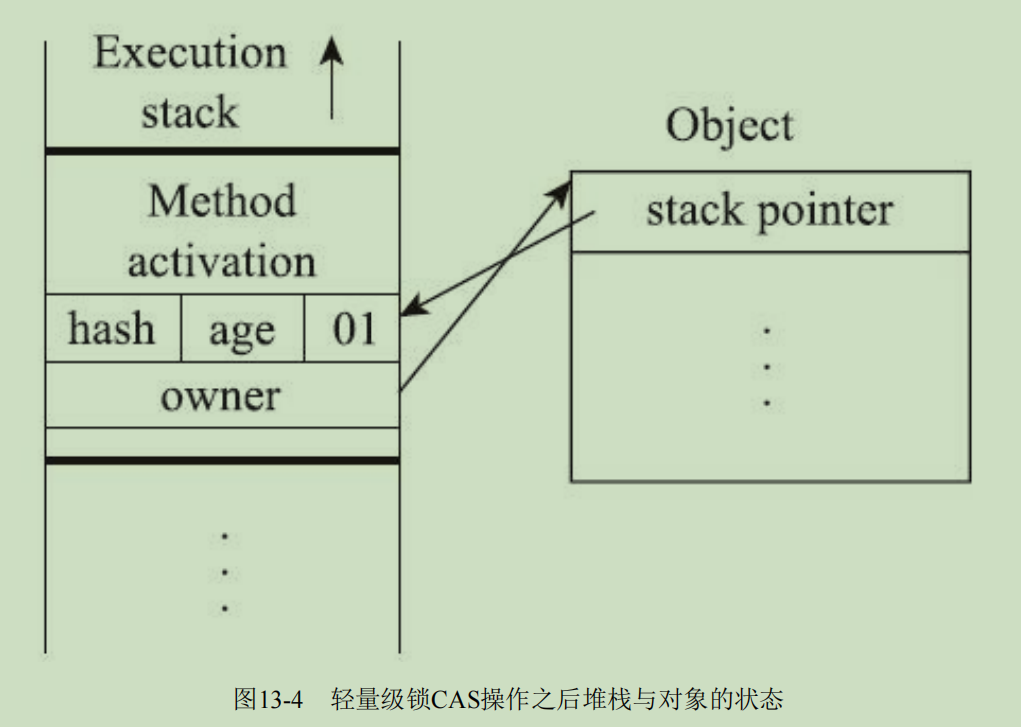 Execution
stack
Method
activation
hash age 01
owner
Object
stack pointer
图13-4 轻量级锁CAS操作之后堆栈与对象的状态